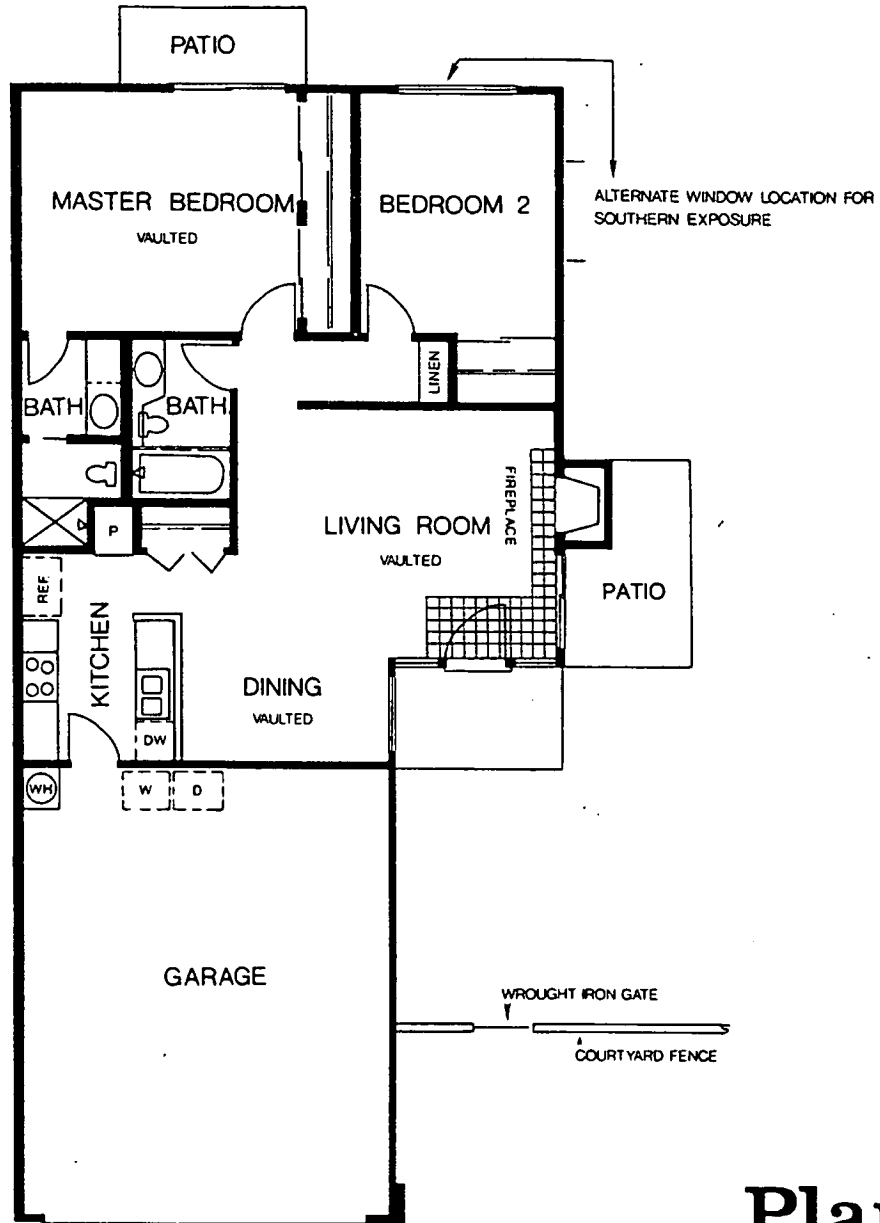 PATIO
MASTER BEDROOM
VAULTED
BEDROOM 2
ALTERNATE WINDOW LOCATION FOR
SOUTHERN EXPOSURE
BATH
BATH
LINEN
P
LIVING ROOM
VAULTED
FIREPLACE
PATIO
REF.
KITCHEN
DINING
VAULTED
DW
WH
W
D
GARAGE
WROUGHT IRON GATE
COURTYARD FENCE